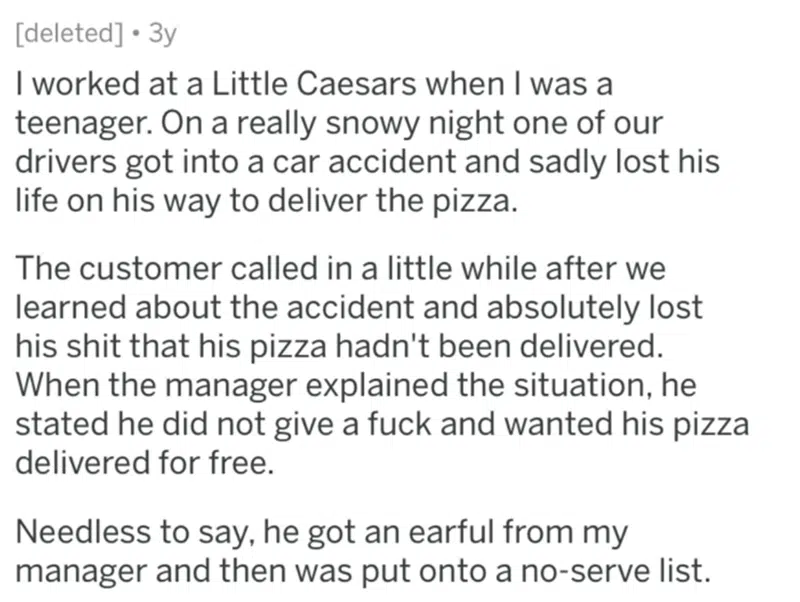 [deleted] • 3y
I worked at a Little Caesars when I was a
teenager. On a really snowy night one of our
drivers got into a car accident and sadly lost his
life on his way to deliver the pizza.
The customer called in a little while after we
learned about the accident and absolutely lost
his shit that his pizza hadn't been delivered.
When the manager explained the situation, he
stated he did not give a fuck and wanted his pizza
delivered for free.
Needless to say, he got an earful from my
manager and then was put onto a no-serve list.